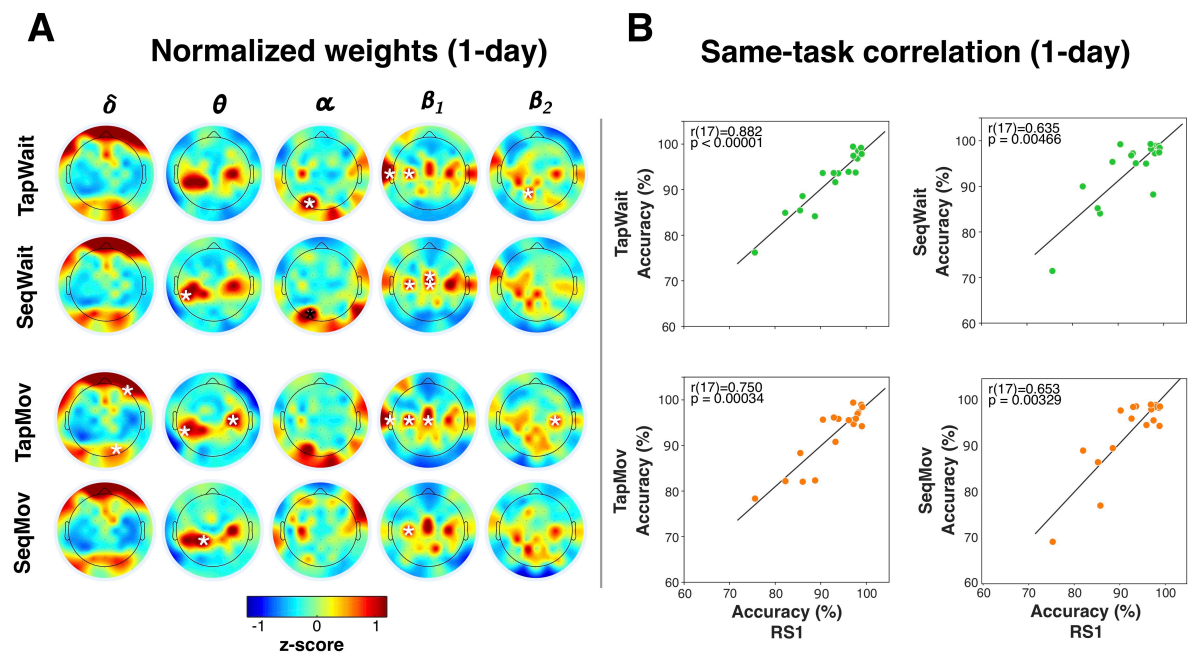 A
Normalized weights (1-day)
δ θ α β1 β2
TapWait
SeqWait
TapMov
SeqMov
-1 0 1
z-score
B
Same-task correlation (1-day)
r(17)=0.882
p < 0.00001
100
90
80
70
60
TapWait
Accuracy (%)
r(17)=0.635
p = 0.00466
100
90
80
70
60
SeqWait
Accuracy (%)
r(17)=0.750
p = 0.00034
100
90
80
70
60
TapMov
Accuracy (%)
60 70 80 90 100
Accuracy (%)
RS1
r(17)=0.653
p = 0.00329
100
90
80
70
60
SeqMov
Accuracy (%)
60 70 80 90 100
Accuracy (%)
RS1